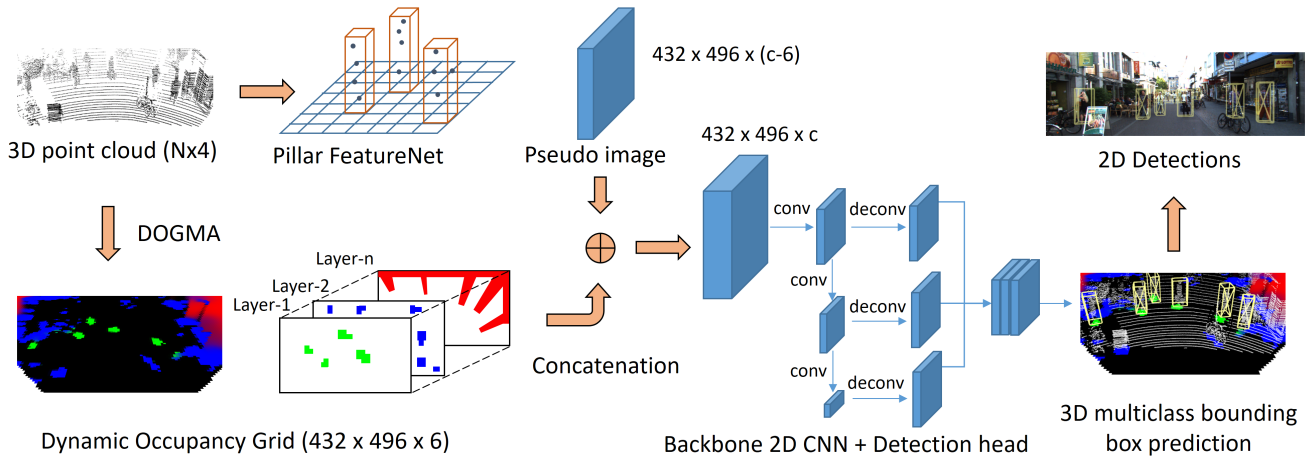 432 x 496 x (c-6)
3D point cloud (Nx4)
Pillar FeatureNet
Pseudo image
432 x 496 x c
2D Detections
DOGMA
conv
deconv
Layer-n
Layer-2
Layer-1
conv
deconv
Concatenation
conv
deconv
Dynamic Occupancy Grid (432 x 496 x 6)
Backbone 2D CNN + Detection head
3D multiclass bounding
box prediction